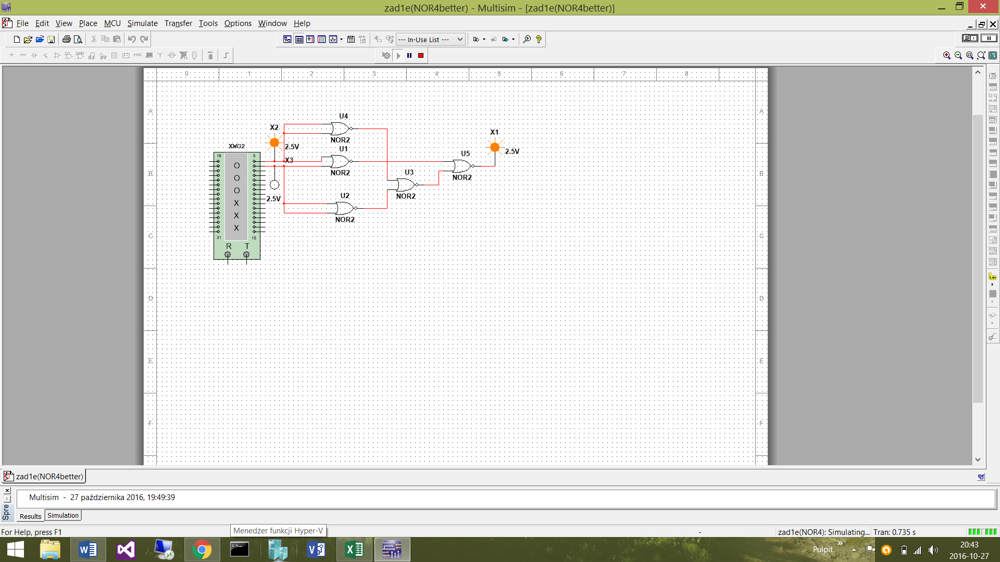 zad1e(NOR4better) - Multisim - [zad1e(NOR4better)]
File Edit View Place MCU Simulate Transfer Tools Options Window Help
--- In-Use List ---
MISC
0 1 2 3 4 5 6 7 8
A A
U4
X2
NOR2
X1
XWG2
2.5V
U1
2.5V
16 0
U5
X3
O
B B
NOR2
U3
O
NOR2
O
NOR2
U2
2.5V
X
X
NOR2
X
C C
31 15
R T
D D
E E
F F
zad1e(NOR4better)
Multisim - 27 października 2016, 19:49:39
Spre
Results Simulation
Menedżer funkcji Hyper-V
For Help, press F1
-
zad1e(NOR4): Simulating... Tran: 0.735 s
Pulpit
20:43
2016-10-27